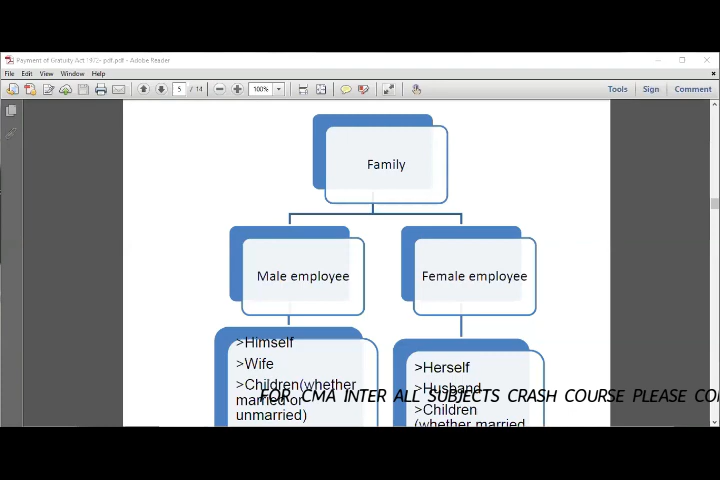 Payment of Gratuity Act 1972- pdf.pdf - Adobe Reader
File Edit View Window Help
5 / 14 100% Tools Sign Comment
Family
Male employee Female employee
>Himself
>Wife
>Children(whether
married or
unmarried)
>Herself
>Husband
>Children
(whether married
FOR CMA INTER ALL SUBJECTS CRASH COURSE PLEASE CO